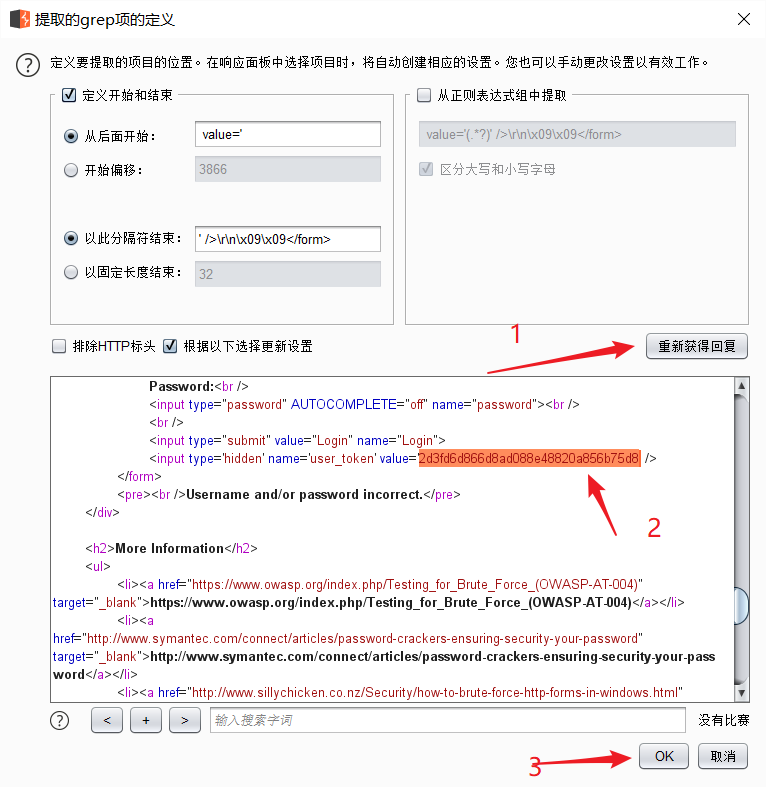 提取的grep项的定义
定义要提取的项目的位置。在响应面板中选择项目时，将自动创建相应的设置。您也可以手动更改设置以有效工作。
定义开始和结束
从后面开始：
value='
开始偏移：
3866
以此分隔符结束：
' />\r\n\x09\x09</form>
以固定长度结束：
32
从正则表达式组中提取
value='(.*?)' />\r\n\x09\x09</form>
区分大写和小写字母
1
排除HTTP标头
根据以下选择更新设置
重新获得回复
Password:<br />
<input type="password" AUTOCOMPLETE="off" name="password"><br />
<br />
<input type="submit" value="Login" name="Login">
<input type='hidden' name='user_token' value='2d3fd6d866d8ad088e48820a856b75d8' />
</form>
<pre><br />Username and/or password incorrect.</pre>
</div>
2
<h2>More Information</h2>
<ul>
<li><a href="https://www.owasp.org/index.php/Testing_for_Brute_Force_(OWASP-AT-004)"
target="_blank">https://www.owasp.org/index.php/Testing_for_Brute_Force_(OWASP-AT-004)</a></li>
<li><a
href="http://www.symantec.com/connect/articles/password-crackers-ensuring-security-your-password"
target="_blank">http://www.symantec.com/connect/articles/password-crackers-ensuring-security-your-pass
word</a></li>
<li><a href="http://www.sillychicken.co.nz/Security/how-to-brute-force-http-forms-in-windows.html"
?
<
+
>
输入搜索字词
没有比赛
3
OK
取消